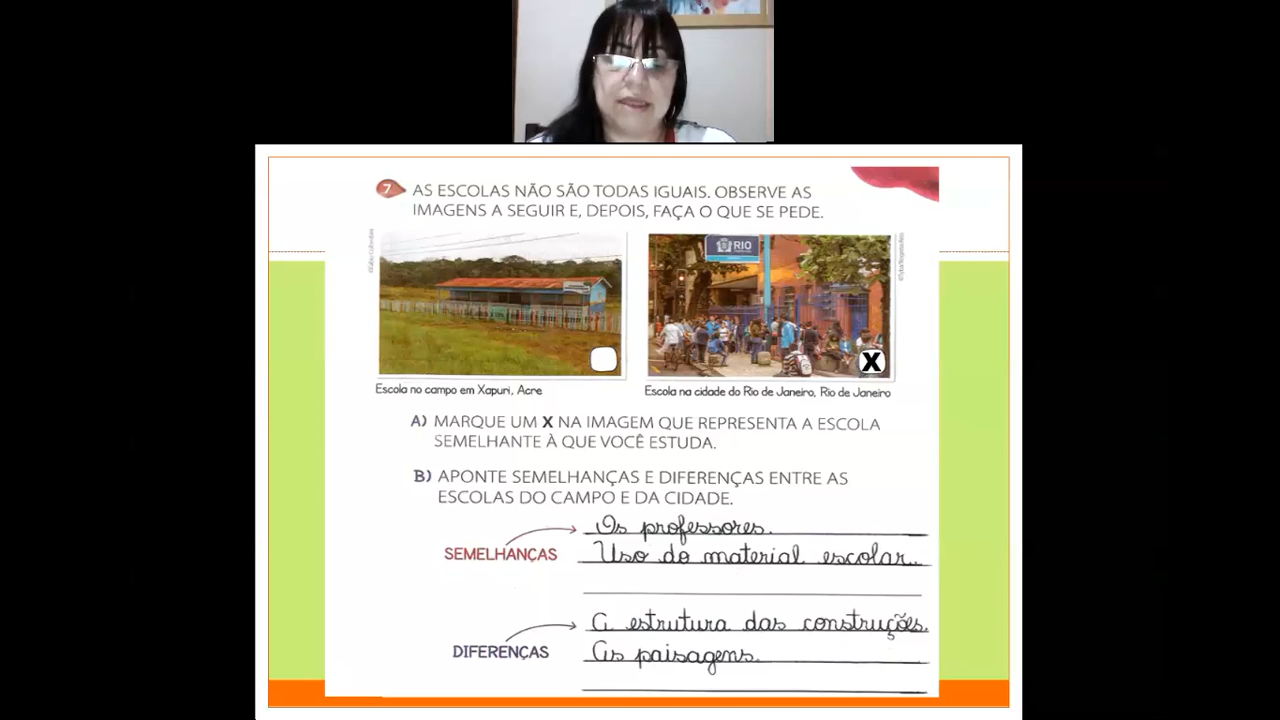 7 AS ESCOLAS NÃO SÃO TODAS IGUAIS. OBSERVE AS
IMAGENS A SEGUIR E, DEPOIS, FAÇA O QUE SE PEDE.
RIO
X
Escola no campo em Xapuri, Acre
Escola na cidade do Rio de Janeiro, Rio de Janeiro
A) MARQUE UM X NA IMAGEM QUE REPRESENTA A ESCOLA
SEMELHANTE À QUE VOCÊ ESTUDA.
B) APONTE SEMELHANÇAS E DIFERENÇAS ENTRE AS
ESCOLAS DO CAMPO E DA CIDADE.
Os professores.
SEMELHANÇAS Uso do material escolar.
A estrutura das construções.
DIFERENÇAS As paisagens.